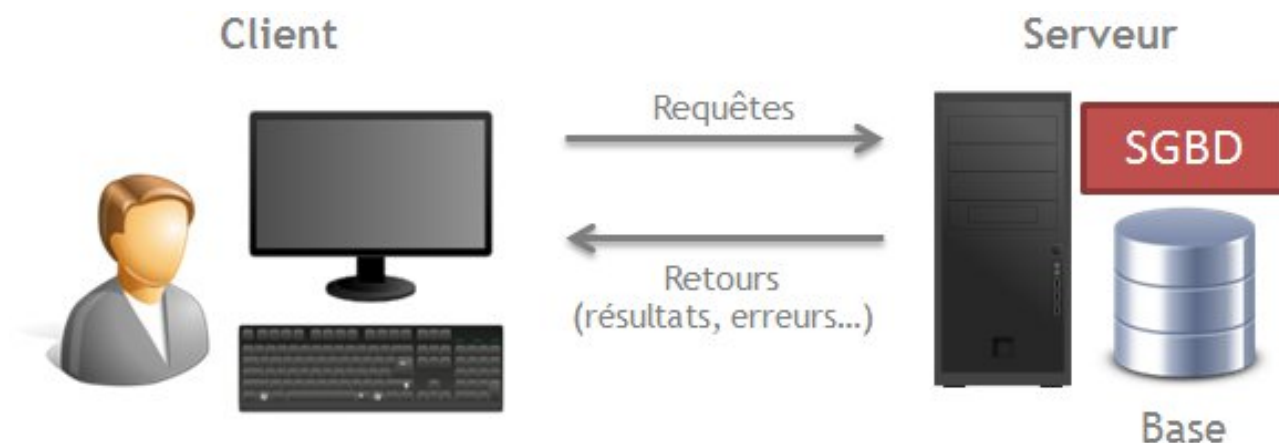 Client
Serveur
Requêtes
SGBD
Retours
(résultats, erreurs...)
Base